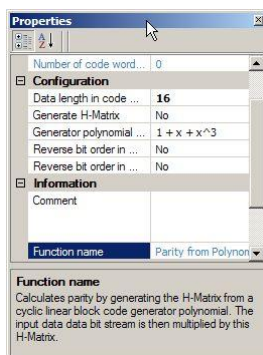 Properties
Number of code word... 0
Configuration
Data length in code ... 16
Generate H-Matrix No
Generator polynomial ... 1 + x + x^3
Reverse bit order in ... No
Reverse bit order in ... No
Information
Comment
Function name Parity from Polynon
Function name
Calculates parity by generating the H-Matrix from a
cyclic linear block code generator polynomial. The
input data data bit stream is then multiplied by this
H-Matrix.